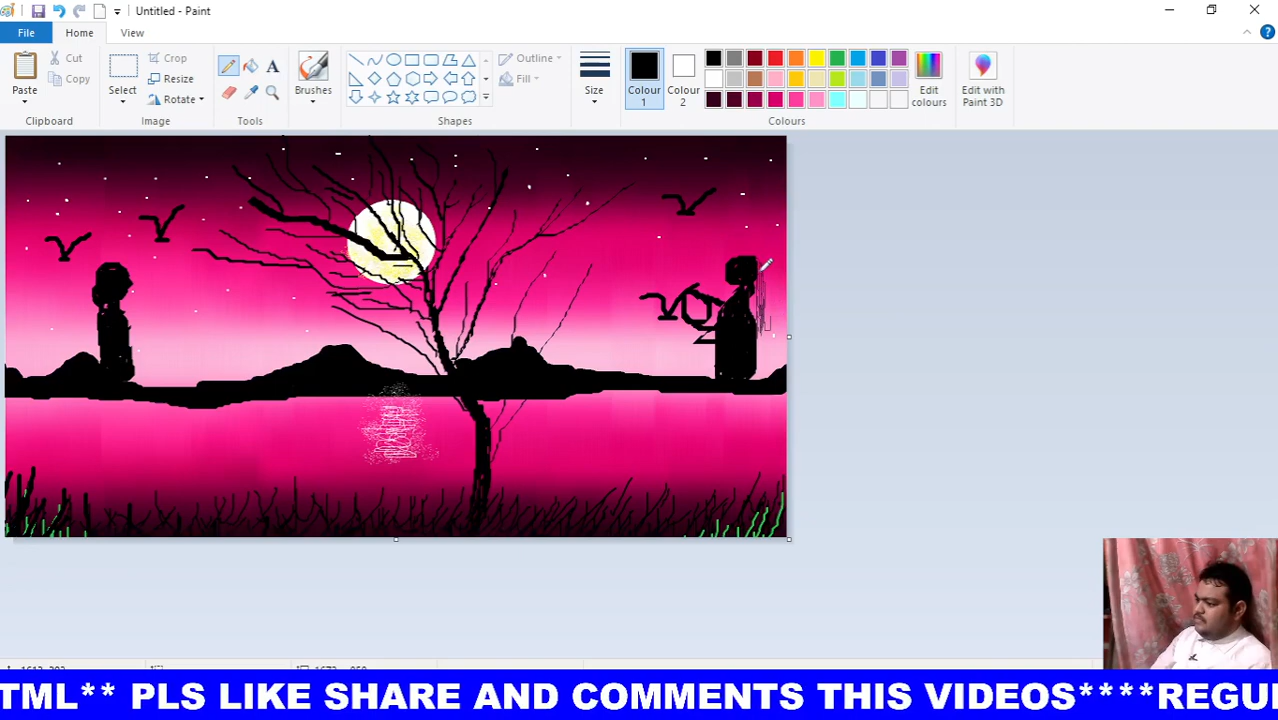 Untitled - Paint
File Home View
Paste
Cut
Copy
Clipboard
Select
Crop
Resize
Rotate
Image
Tools
Brushes
Shapes
Outline
Fill
Size
Colour 1
Colour 2
Colours
Edit colours
Edit with Paint 3D
TML** PLS LIKE SHARE AND COMMENTS THIS VIDEOS****REGU